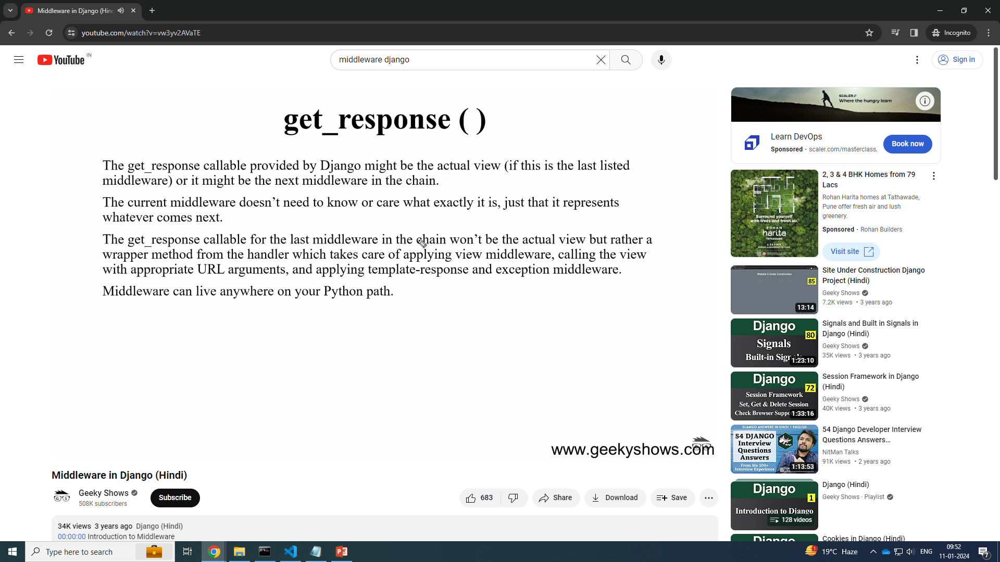 Middleware in Django (Hin
youtube.com/watch?v=vw3yv2AVaTE
Incognito
YouTube IN
middleware django
Sign in
get_response ( )
The get_response callable provided by Django might be the actual view (if this is the last listed
middleware) or it might be the next middleware in the chain.
The current middleware doesn’t need to know or care what exactly it is, just that it represents
whatever comes next.
The get_response callable for the last middleware in the chain won’t be the actual view but rather a
wrapper method from the handler which takes care of applying view middleware, calling the view
with appropriate URL arguments, and applying template-response and exception middleware.
Middleware can live anywhere on your Python path.
www.geekyshows.com
Middleware in Django (Hindi)
Geeky Shows
508K subscribers
Subscribe
683
Share
Download
Save
34K views 3 years ago Django (Hindi)
00:00:00 Introduction to Middleware
SCALER
Where the hungry learn
Learn DevOps
Sponsored · scaler.com/masterclass,
Book now
Surround yourself
with trees and fresh air.
ROHAN
harita
TATHAWADE
2, 3 & 4 BHK Homes from 79
Lacs
Rohan Harita homes at Tathawade,
Pune offer fresh air and lush
greenery.
Sponsored · Rohan Builders
Visit site
Website is Under Construction
85
13:14
Site Under Construction Django
Project (Hindi)
Geeky Shows
7.2K views • 3 years ago
Django
80
Signals
Built-in
1:23:10
Signals and Built in Signals in
Django (Hindi)
Geeky Shows
35K views • 3 years ago
Django
72
Session Framework
Set, Get & Delete Session
Check Browser
1:33:16
Session Framework in Django
(Hindi)
Geeky Shows
40K views • 3 years ago
DJANGO ANSWERS IN HINDI + ENGLISH
54 DJANGO
Interview
Questions
Answers
From My 200+
Interview Experience
1:13:53
54 Django Developer Interview
Questions Answers…
NitMan Talks
91K views • 2 years ago
Django
1
Introduction to Django
128 videos
Django (Hindi)
Geeky Shows · Playlist
Cookies in Django (Hindi)
Type here to search
1
19°C Haze
ENG
09:52
11-01-2024
7